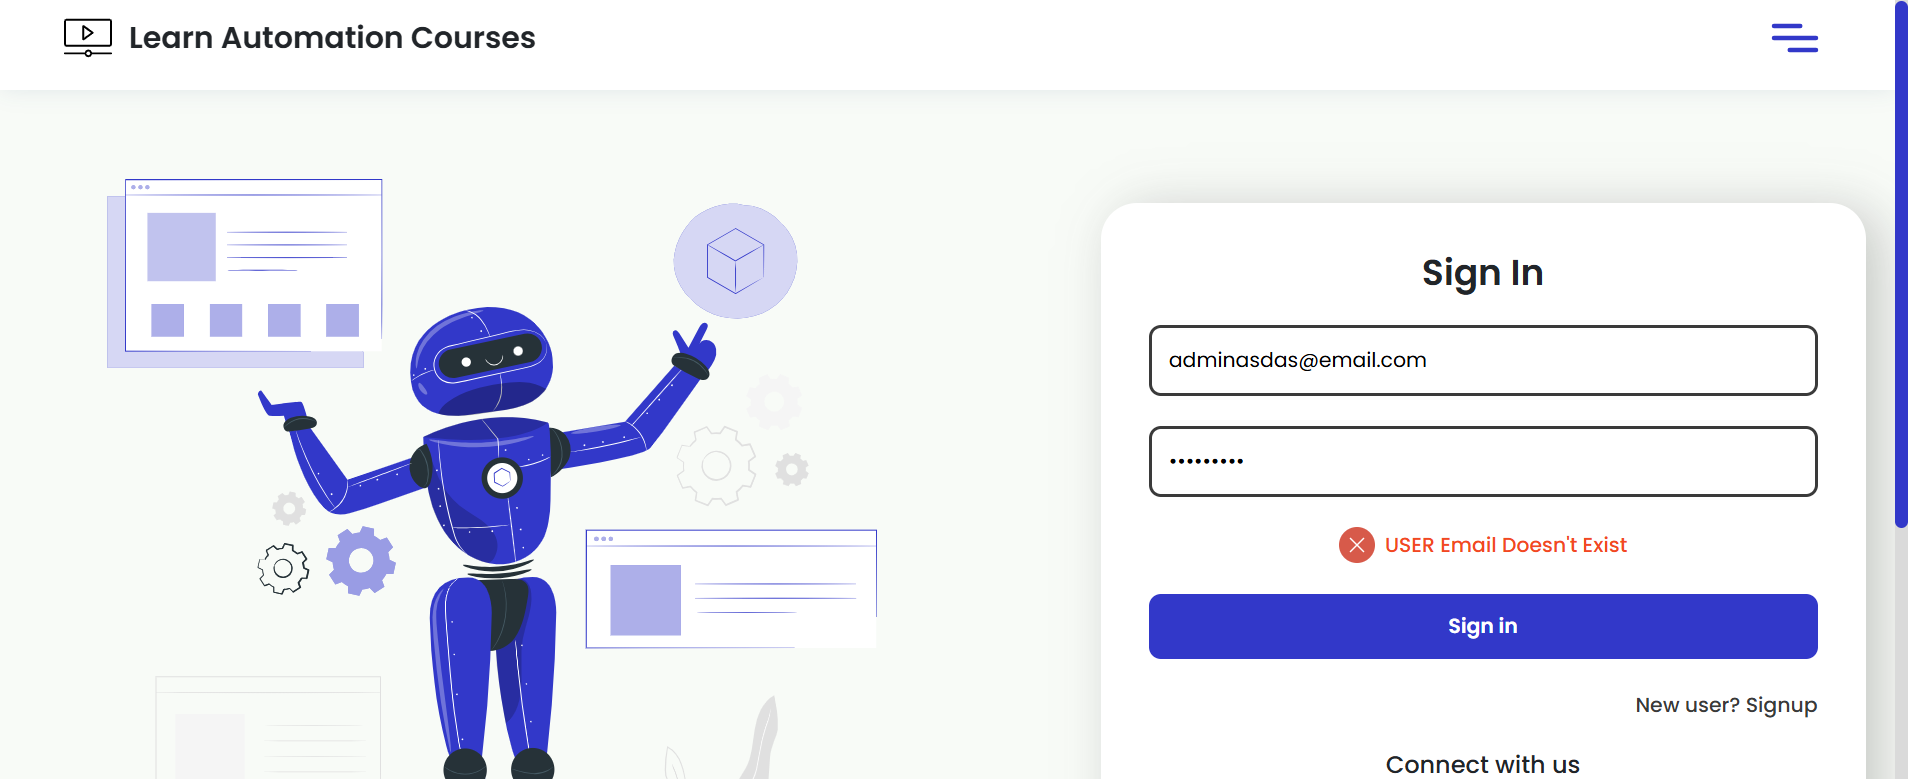 Learn Automation Courses
Sign In
adminasdas@email.com
•••••••••
USER Email Doesn't Exist
Sign in
New user? Signup
Connect with us